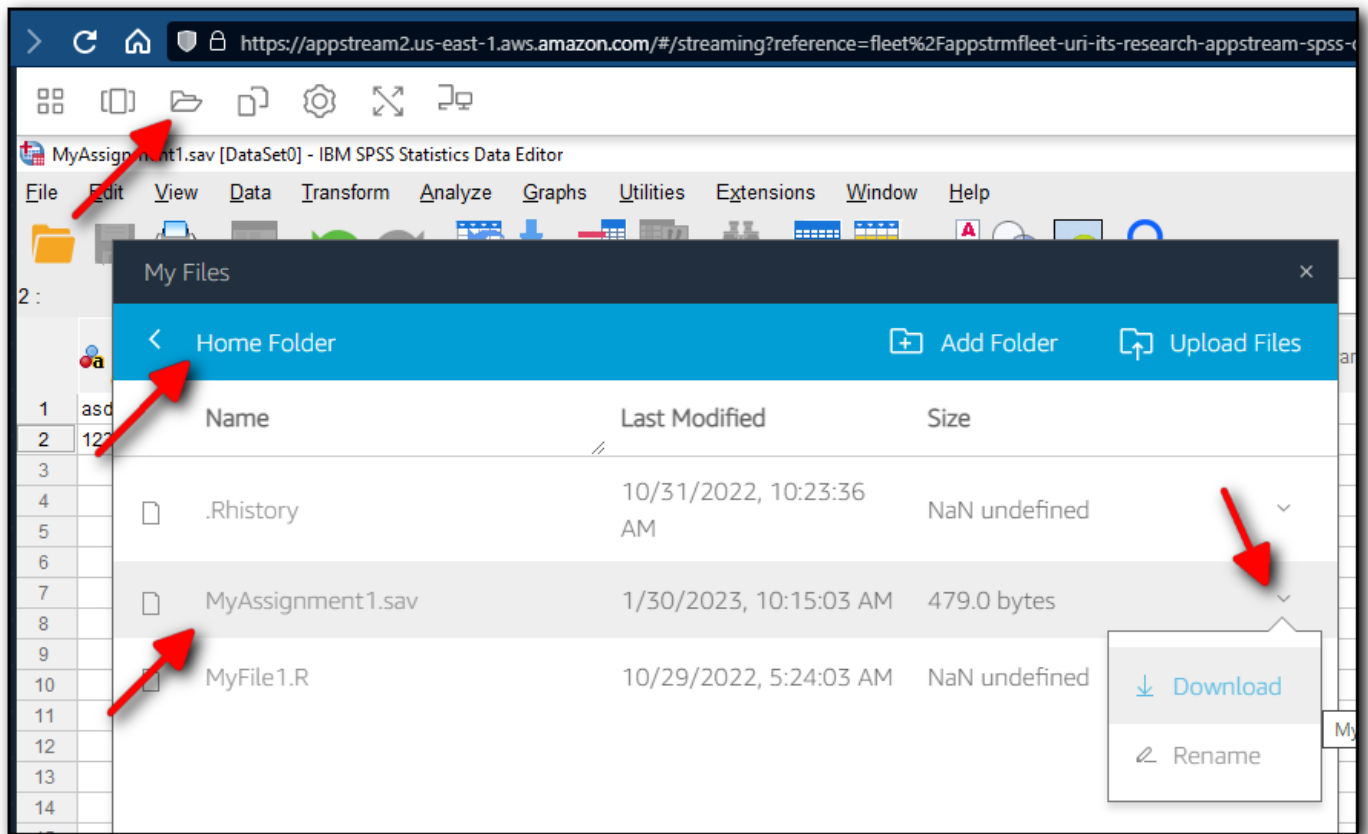 https://appstream2.us-east-1.aws.amazon.com/#/streaming?reference=fleet%2Fappstrmfleet-uri-its-research-appstream-spss-
MyAssignment1.sav [DataSet0] - IBM SPSS Statistics Data Editor
File Edit View Data Transform Analyze Graphs Utilities Extensions Window Help
A
2 :
My Files
Home Folder Add Folder Upload Files
a
Name Last Modified Size
1 asd
2 123
3
4
5
6
7
8
9
10
11
12
13
14
.Rhistory 10/31/2022, 10:23:36 NaN undefined
AM
MyAssignment1.sav 1/30/2023, 10:15:03 AM 479.0 bytes
MyFile1.R 10/29/2022, 5:24:03 AM NaN undefined
Download
My
Rename